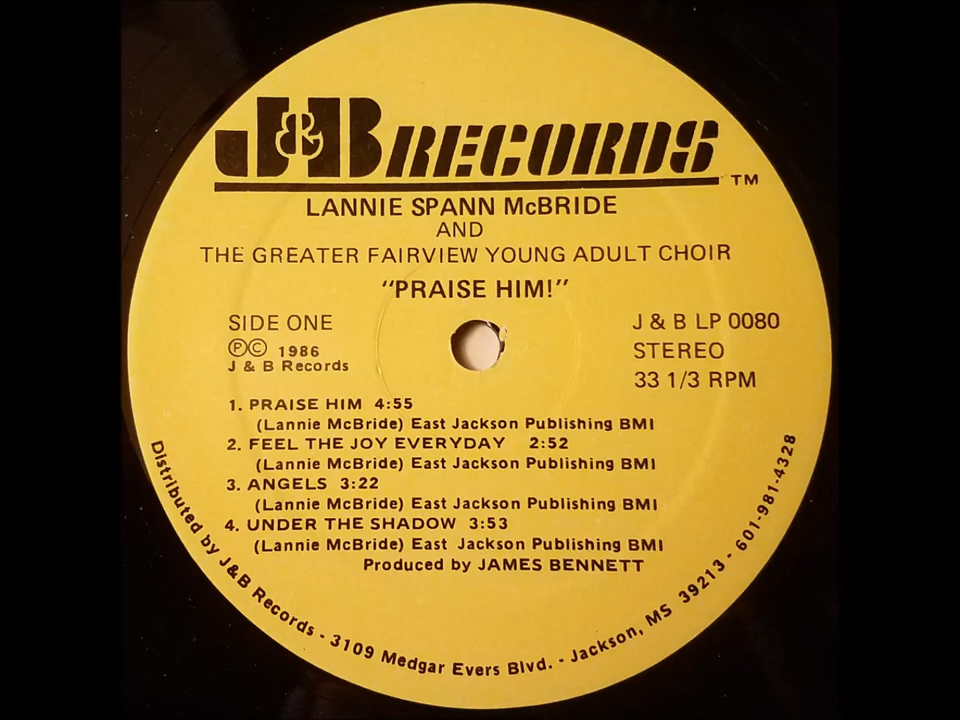 J&B RECORDS TM
LANNIE SPANN McBRIDE
AND
THE GREATER FAIRVIEW YOUNG ADULT CHOIR
"PRAISE HIM!"
SIDE ONE
ⓅⒸ 1986
J & B Records
J & B LP 0080
STEREO
33 1/3 RPM
1. PRAISE HIM 4:55
(Lannie McBride) East Jackson Publishing BMI
2. FEEL THE JOY EVERYDAY 2:52
(Lannie McBride) East Jackson Publishing BMI
3. ANGELS 3:22
(Lannie McBride) East Jackson Publishing BMI
4. UNDER THE SHADOW 3:53
(Lannie McBride) East Jackson Publishing BMI
Produced by JAMES BENNETT
Distributed by J&B Records - 3109 Medgar Evers Blvd. - Jackson, MS 39213 - 601-981-4328